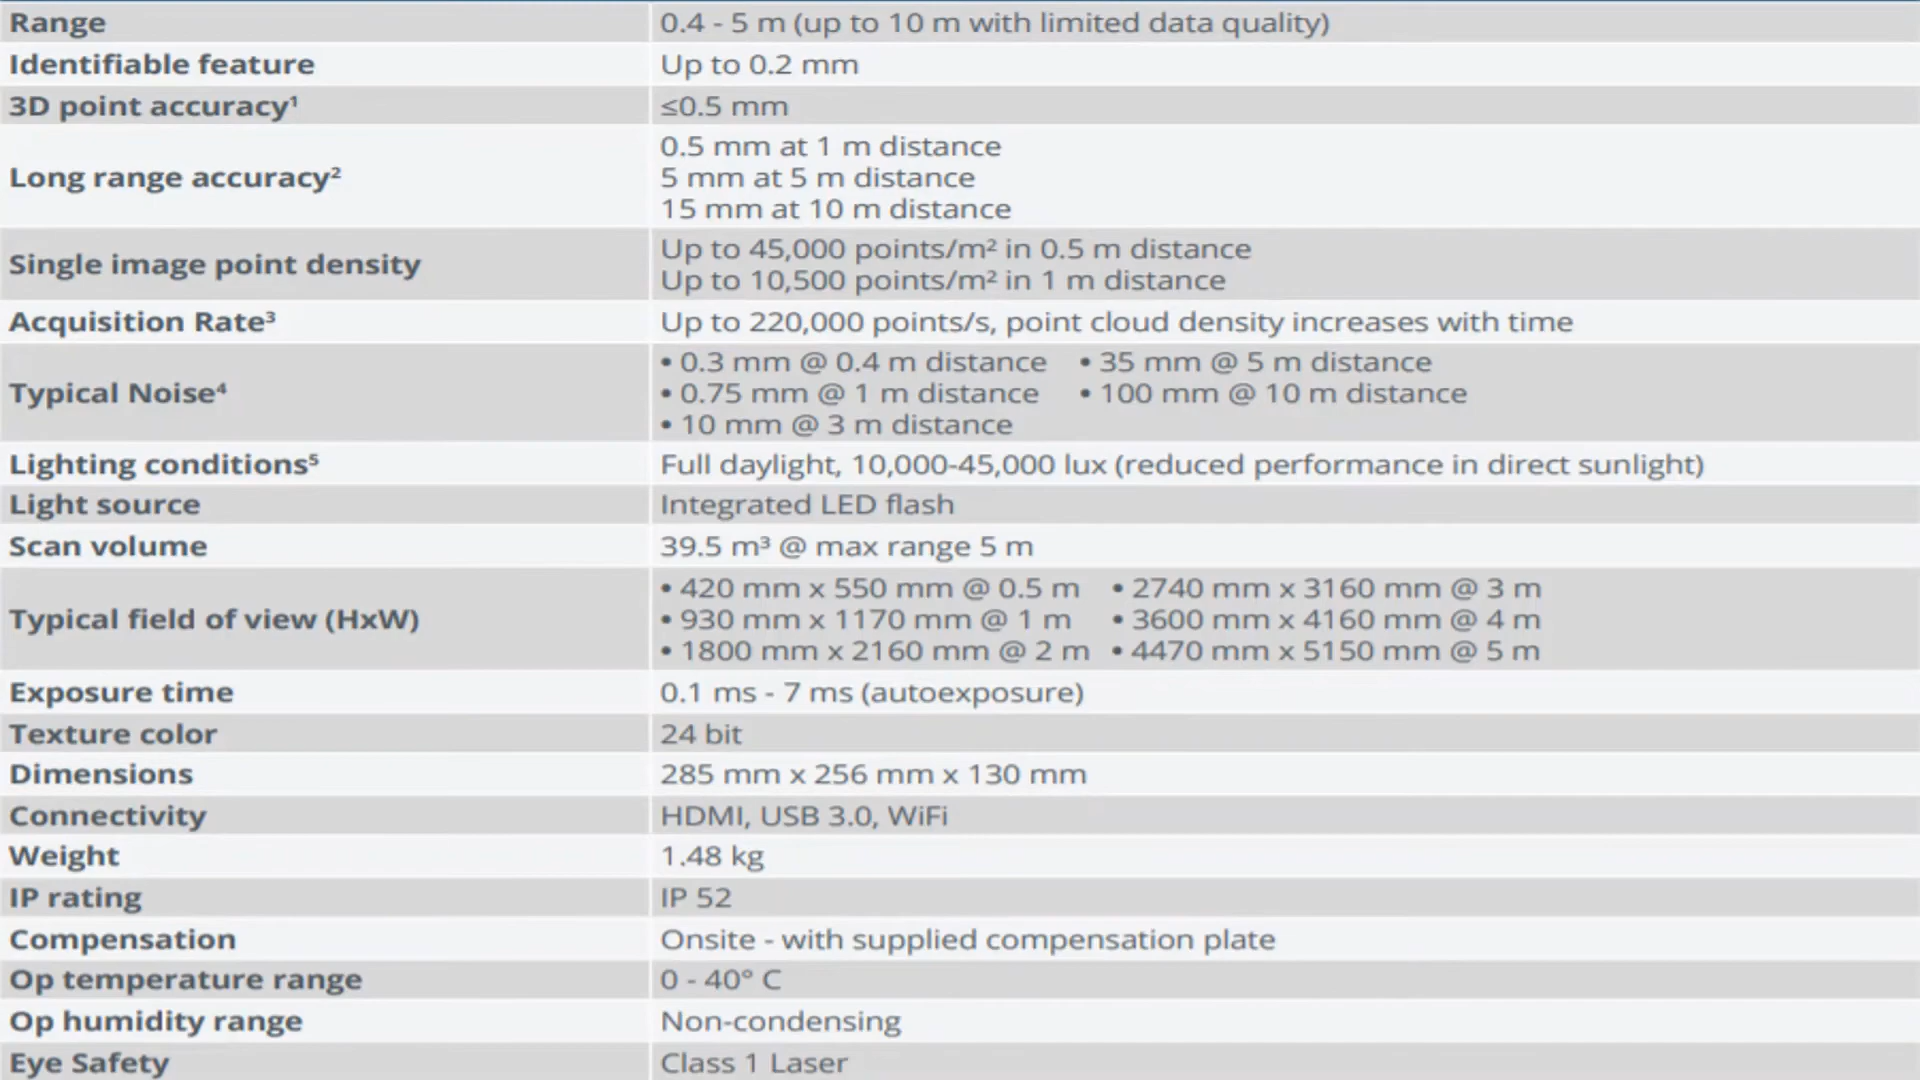 Range 0.4 - 5 m (up to 10 m with limited data quality)
Identifiable feature Up to 0.2 mm
3D point accuracy¹ ≤0.5 mm
Long range accuracy² 0.5 mm at 1 m distance
5 mm at 5 m distance
15 mm at 10 m distance
Single image point density Up to 45,000 points/m² in 0.5 m distance
Up to 10,500 points/m² in 1 m distance
Acquisition Rate³ Up to 220,000 points/s, point cloud density increases with time
Typical Noise⁴ • 0.3 mm @ 0.4 m distance • 35 mm @ 5 m distance
• 0.75 mm @ 1 m distance • 100 mm @ 10 m distance
• 10 mm @ 3 m distance
Lighting conditions⁵ Full daylight, 10,000-45,000 lux (reduced performance in direct sunlight)
Light source Integrated LED flash
Scan volume 39.5 m³ @ max range 5 m
Typical field of view (HxW) • 420 mm x 550 mm @ 0.5 m • 2740 mm x 3160 mm @ 3 m
• 930 mm x 1170 mm @ 1 m • 3600 mm x 4160 mm @ 4 m
• 1800 mm x 2160 mm @ 2 m • 4470 mm x 5150 mm @ 5 m
Exposure time 0.1 ms - 7 ms (autoexposure)
Texture color 24 bit
Dimensions 285 mm x 256 mm x 130 mm
Connectivity HDMI, USB 3.0, WiFi
Weight 1.48 kg
IP rating IP 52
Compensation Onsite - with supplied compensation plate
Op temperature range 0 - 40° C
Op humidity range Non-condensing
Eye Safety Class 1 Laser